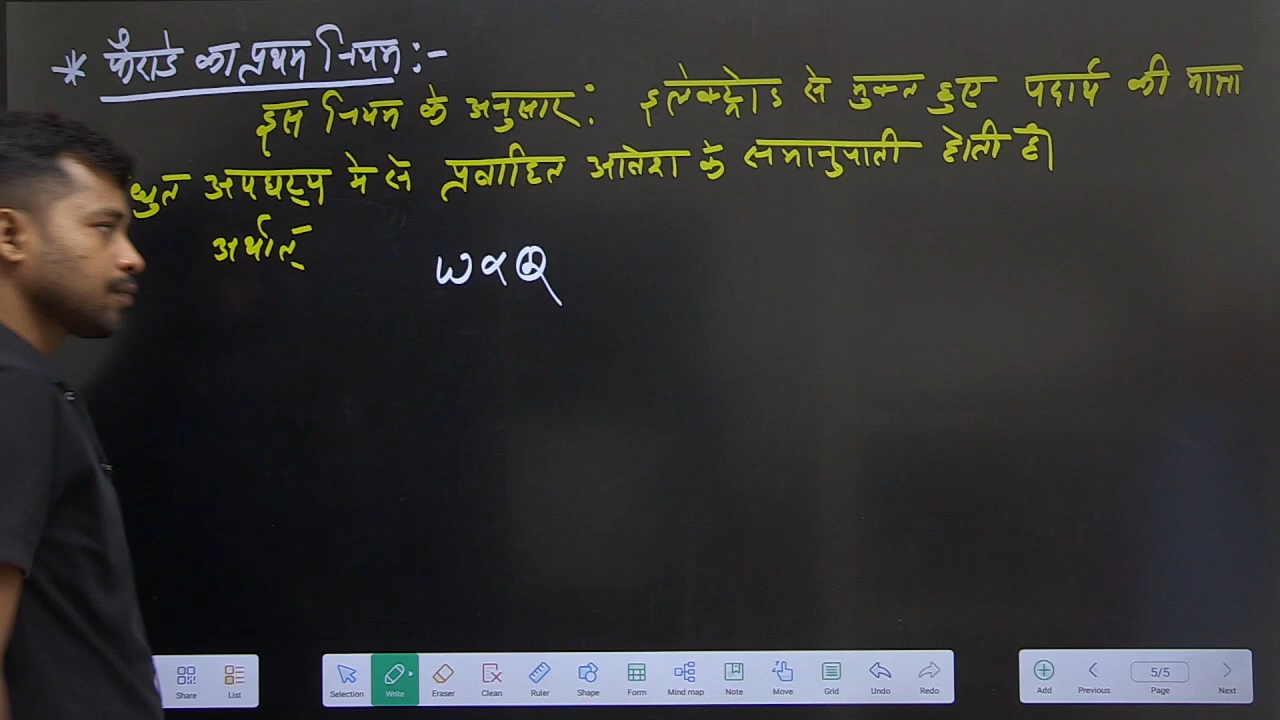 * फैराडे का प्रथम नियम :-
इस नियम के अनुसार : इलेक्ट्रोड से मुक्त हुए पदार्थ की मात्रा
धुत अपघट्य मे से प्रवाहित आवेश के समानुपाती होती है।
अर्थात्
W ∝ Q
Share List Selection Write Eraser Clean Ruler Shape Form Mind map Note Move Grid Undo Redo Add Previous 5/5 Page Next